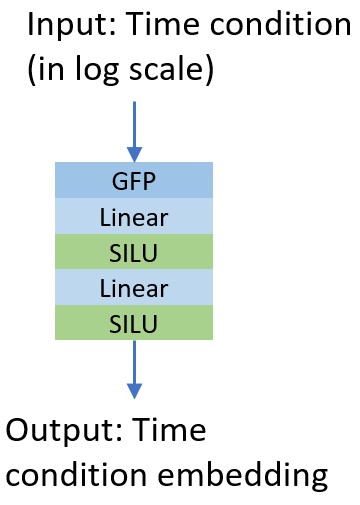 Input: Time condition
(in log scale)
GFP
Linear
SILU
Linear
SILU
Output: Time
condition embedding